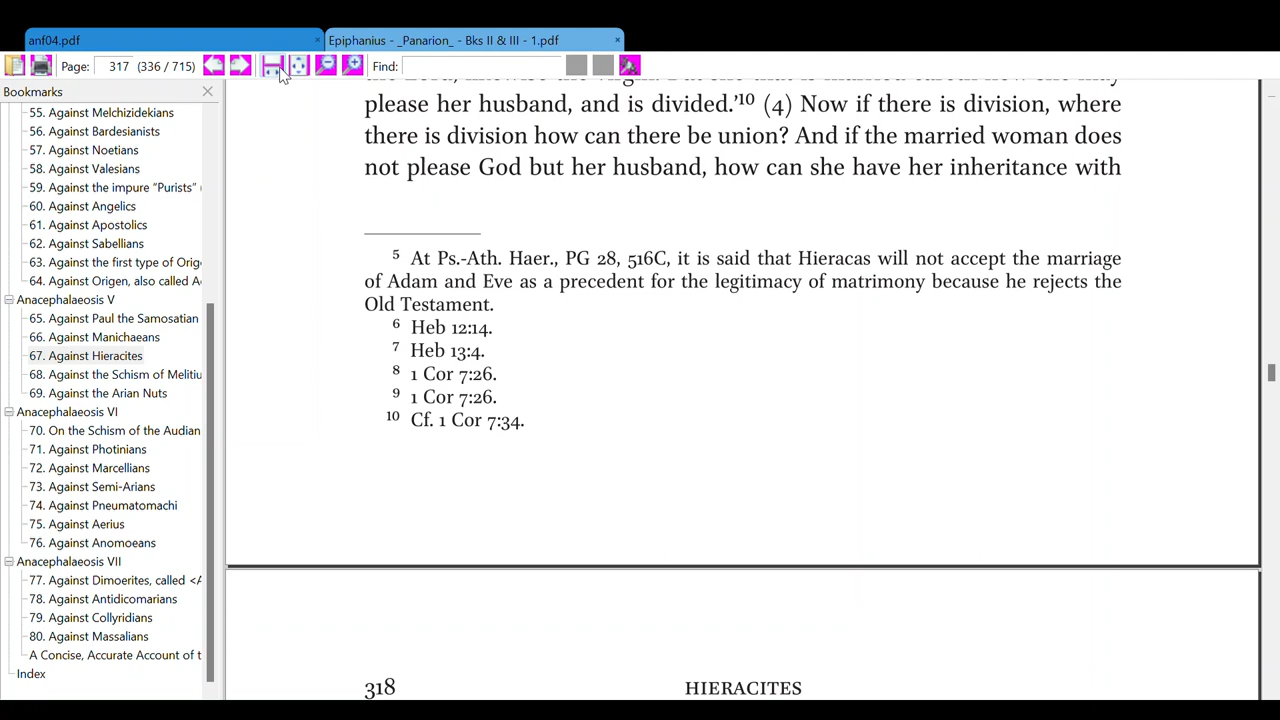 anf04.pdf
×
Epiphanius - _Panarion_ - Bks II & III - 1.pdf
×
Page: 317 (336 / 715)
Find:
Bookmarks
55. Against Melchizidekians
56. Against Bardesianists
57. Against Noetians
58. Against Valesians
59. Against the impure “Purists” (
60. Against Angelics
61. Against Apostolics
62. Against Sabellians
63. Against the first type of Orig
64. Against Origen, also called A
Anacephalaeosis V
65. Against Paul the Samosatian
66. Against Manichaeans
67. Against Hieracites
68. Against the Schism of Melitiu
69. Against the Arian Nuts
Anacephalaeosis VI
70. On the Schism of the Audian
71. Against Photinians
72. Against Marcellians
73. Against Semi-Arians
74. Against Pneumatomachi
75. Against Aerius
76. Against Anomoeans
Anacephalaeosis VII
77. Against Dimoerites, called <A
78. Against Antidicomarians
79. Against Collyridians
80. Against Massalians
A Concise, Accurate Account of t
Index
please her husband, and is divided.’¹⁰ (4) Now if there is division, where
there is division how can there be union? And if the married woman does
not please God but her husband, how can she have her inheritance with
⁵ At Ps.-Ath. Haer., PG 28, 516C, it is said that Hieracas will not accept the marriage
of Adam and Eve as a precedent for the legitimacy of matrimony because he rejects the
Old Testament.
⁶ Heb 12:14.
⁷ Heb 13:4.
⁸ 1 Cor 7:26.
⁹ 1 Cor 7:26.
¹⁰ Cf. 1 Cor 7:34.
318 HIERACITES